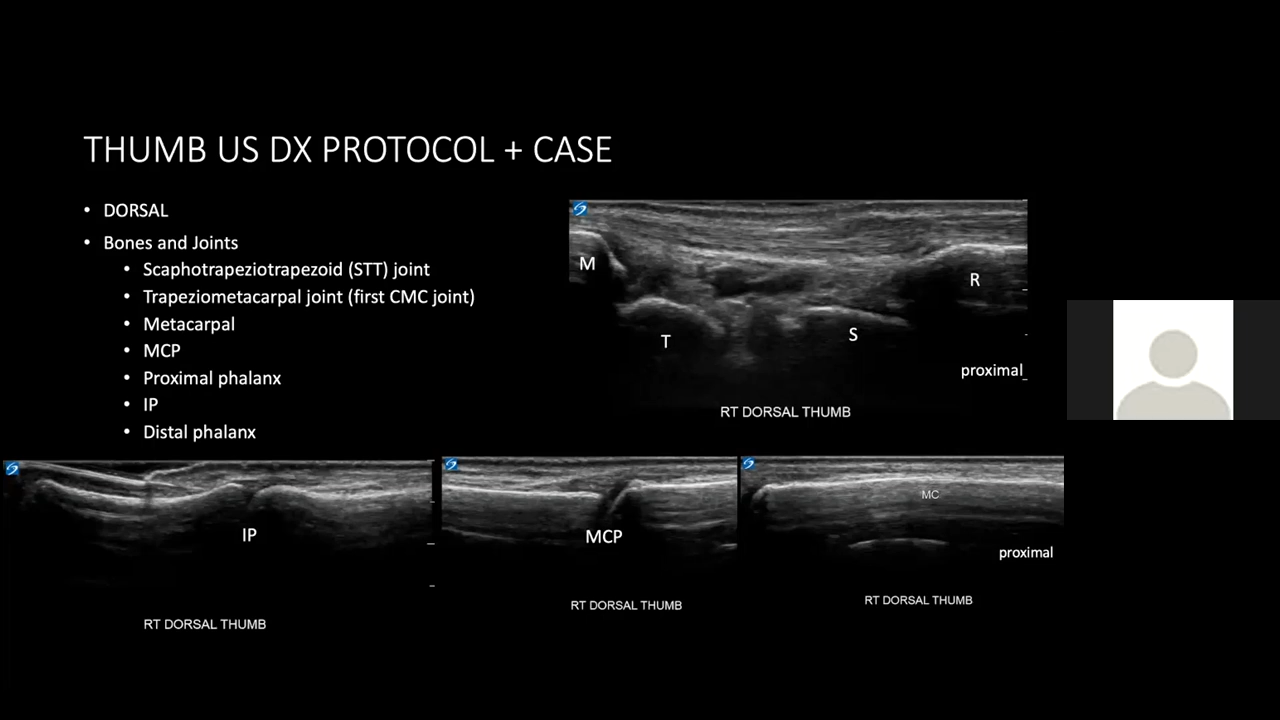 THUMB US DX PROTOCOL + CASE
• DORSAL
• Bones and Joints
• Scaphotrapeziotrapezoid (STT) joint
• Trapeziometacarpal joint (first CMC joint)
• Metacarpal
• MCP
• Proximal phalanx
• IP
• Distal phalanx
M
R
T
S
proximal
RT DORSAL THUMB
IP
RT DORSAL THUMB
MCP
RT DORSAL THUMB
MC
proximal
RT DORSAL THUMB